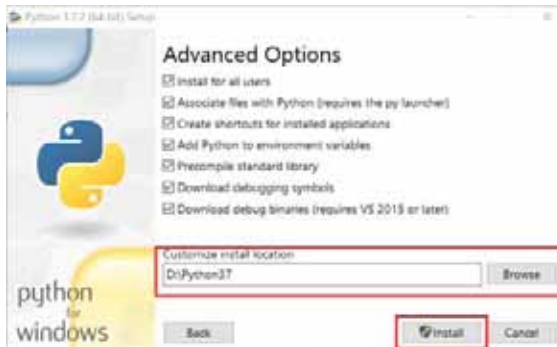 Python 3.7.2 (64-bit) Setup
Advanced Options
Install for all users
Associate files with Python (requires the py launcher)
Create shortcuts for installed applications
Add Python to environment variables
Precompile standard library
Download debugging symbols
Download debug binaries (requires VS 2015 or later)
Customize install location
D:\Python37
Browse
python
for
windows
Back
Install
Cancel